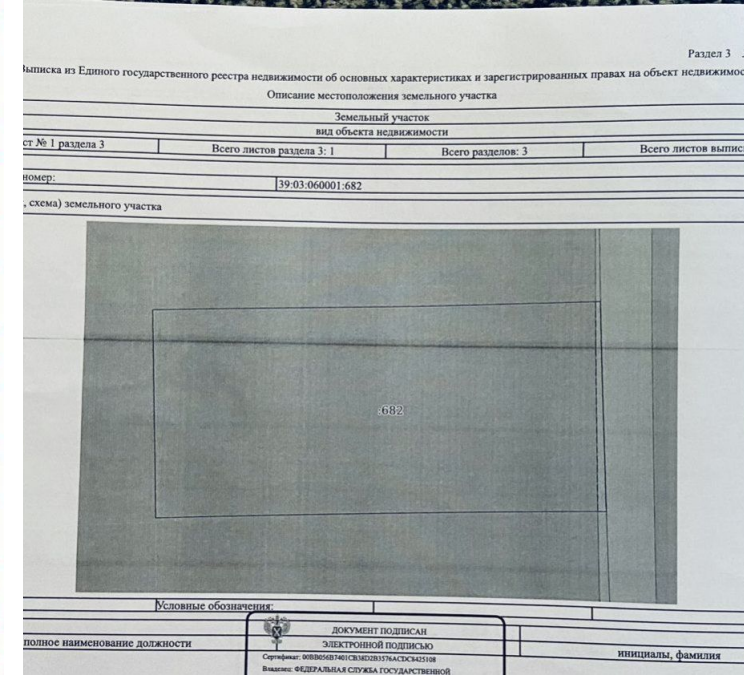 Раздел 3
Выписка из Единого государственного реестра недвижимости об основных характеристиках и зарегистрированных правах на объект недвижимос
Описание местоположения земельного участка
Земельный участок
вид объекта недвижимости
ст № 1 раздела 3 Всего листов раздела 3: 1 Всего разделов: 3 Всего листов выпис
номер: 39:03:060001:682
, схема) земельного участка
:682
Условные обозначения:
ДОКУМЕНТ ПОДПИСАН
полное наименование должности ЭЛЕКТРОННОЙ ПОДПИСЬЮ инициалы, фамилия
Сертификат:
Владелец: ФЕДЕРАЛЬНАЯ СЛУЖБА ГОСУДАРСТВЕННОЙ